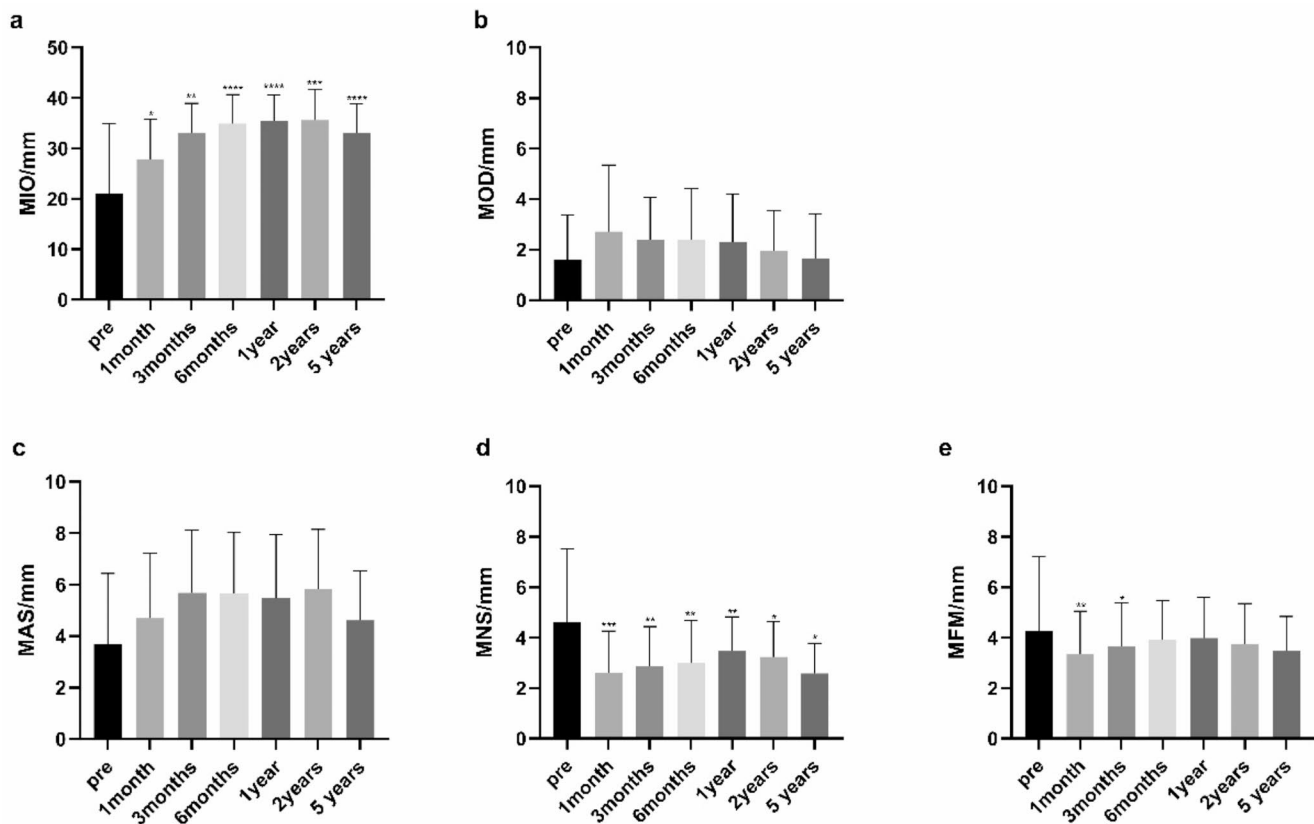 a
MIO/mm
50
40
30
20
10
0
* ** **** **** *** ****
pre 1month 3months 6months 1year 2years 5 years
b
MOD/mm
10
8
6
4
2
0
pre 1month 3months 6months 1year 2years 5 years
c
MAS/mm
10
8
6
4
2
0
pre 1month 3months 6months 1year 2years 5 years
d
MNS/mm
10
8
6
4
2
0
*** ** ** ** * *
pre 1month 3months 6months 1year 2years 5 years
e
MFM/mm
10
8
6
4
2
0
** *
pre 1month 3months 6months 1year 2years 5 years